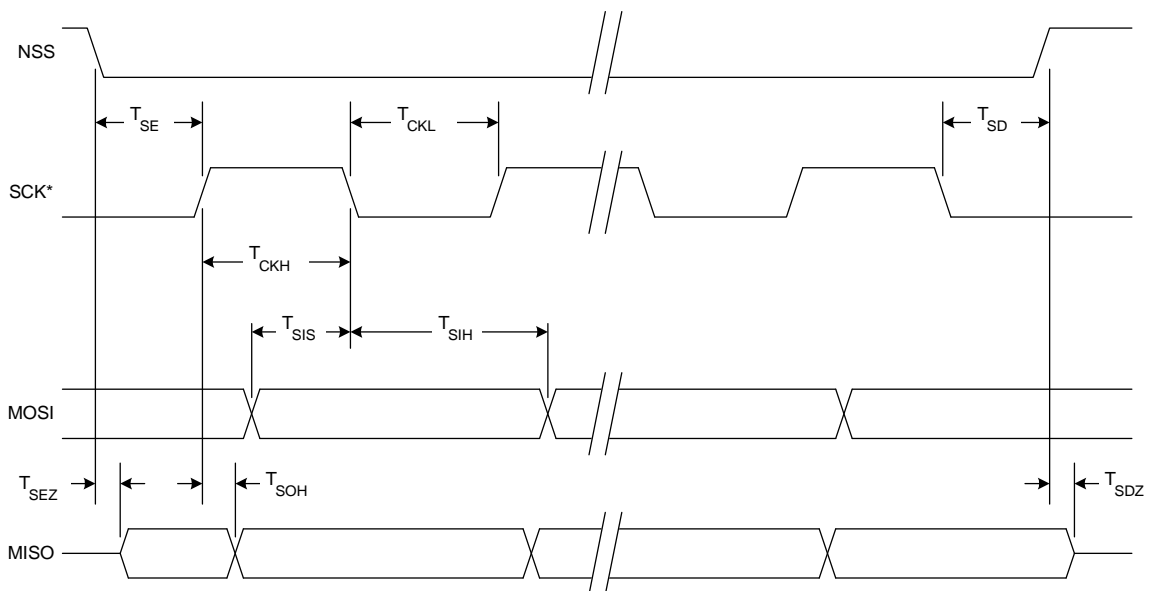 NSS
T_SE
T_CKL
T_SD
SCK*
T_CKH
T_SIS
T_SIH
MOSI
T_SEZ
T_SOH
T_SDZ
MISO